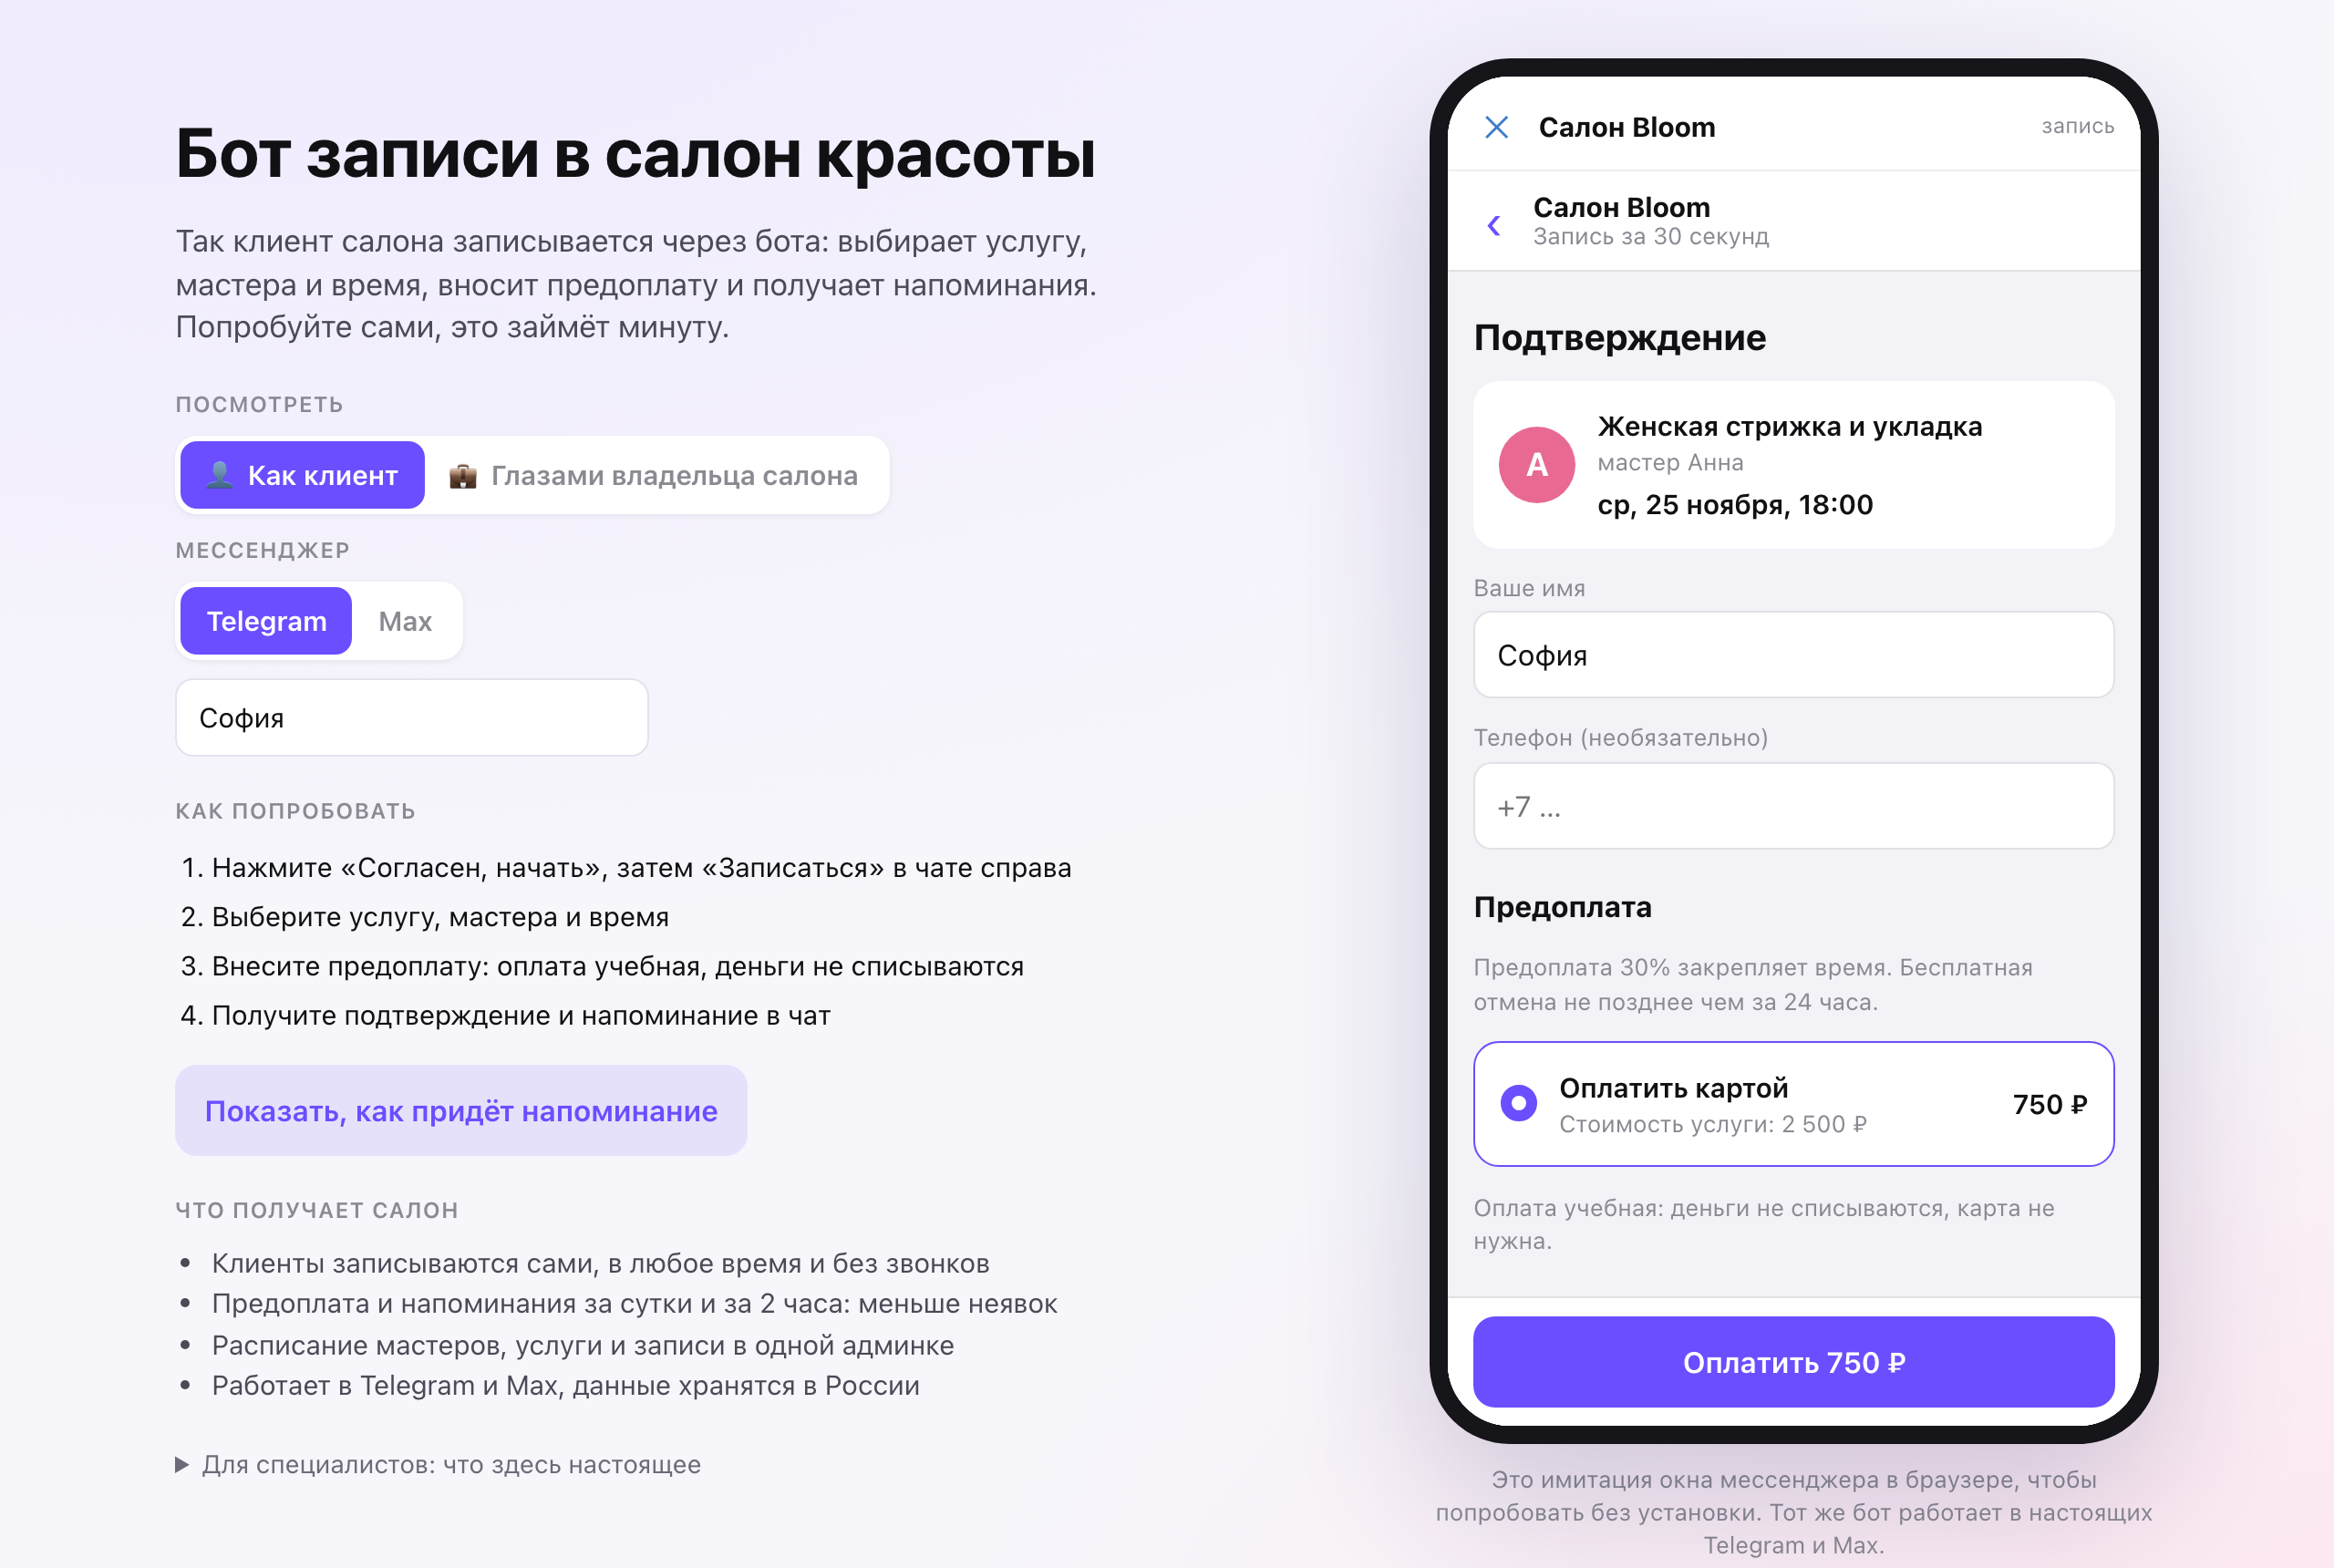 Бот записи в салон красоты
Так клиент салона записывается через бота: выбирает услугу,
мастера и время, вносит предоплату и получает напоминания.
Попробуйте сами, это займёт минуту.
ПОСМОТРЕТЬ
Как клиент
Глазами владельца салона
МЕССЕНДЖЕР
Telegram
Max
София
КАК ПОПРОБОВАТЬ
1. Нажмите «Согласен, начать», затем «Записаться» в чате справа
2. Выберите услугу, мастера и время
3. Внесите предоплату: оплата учебная, деньги не списываются
4. Получите подтверждение и напоминание в чат
Показать, как придёт напоминание
ЧТО ПОЛУЧАЕТ САЛОН
• Клиенты записываются сами, в любое время и без звонков
• Предоплата и напоминания за сутки и за 2 часа: меньше неявок
• Расписание мастеров, услуги и записи в одной админке
• Работает в Telegram и Max, данные хранятся в России
Для специалистов: что здесь настоящее
Салон Bloom
запись
Салон Bloom
Запись за 30 секунд
Подтверждение
А
Женская стрижка и укладка
мастер Анна
ср, 25 ноября, 18:00
Ваше имя
София
Телефон (необязательно)
+7 ...
Предоплата
Предоплата 30% закрепляет время. Бесплатная
отмена не позднее чем за 24 часа.
Оплатить картой
Стоимость услуги: 2 500 ₽
750 ₽
Оплата учебная: деньги не списываются, карта не
нужна.
Оплатить 750 ₽
Это имитация окна мессенджера в браузере, чтобы
попробовать без установки. Тот же бот работает в настоящих
Telegram и Max.